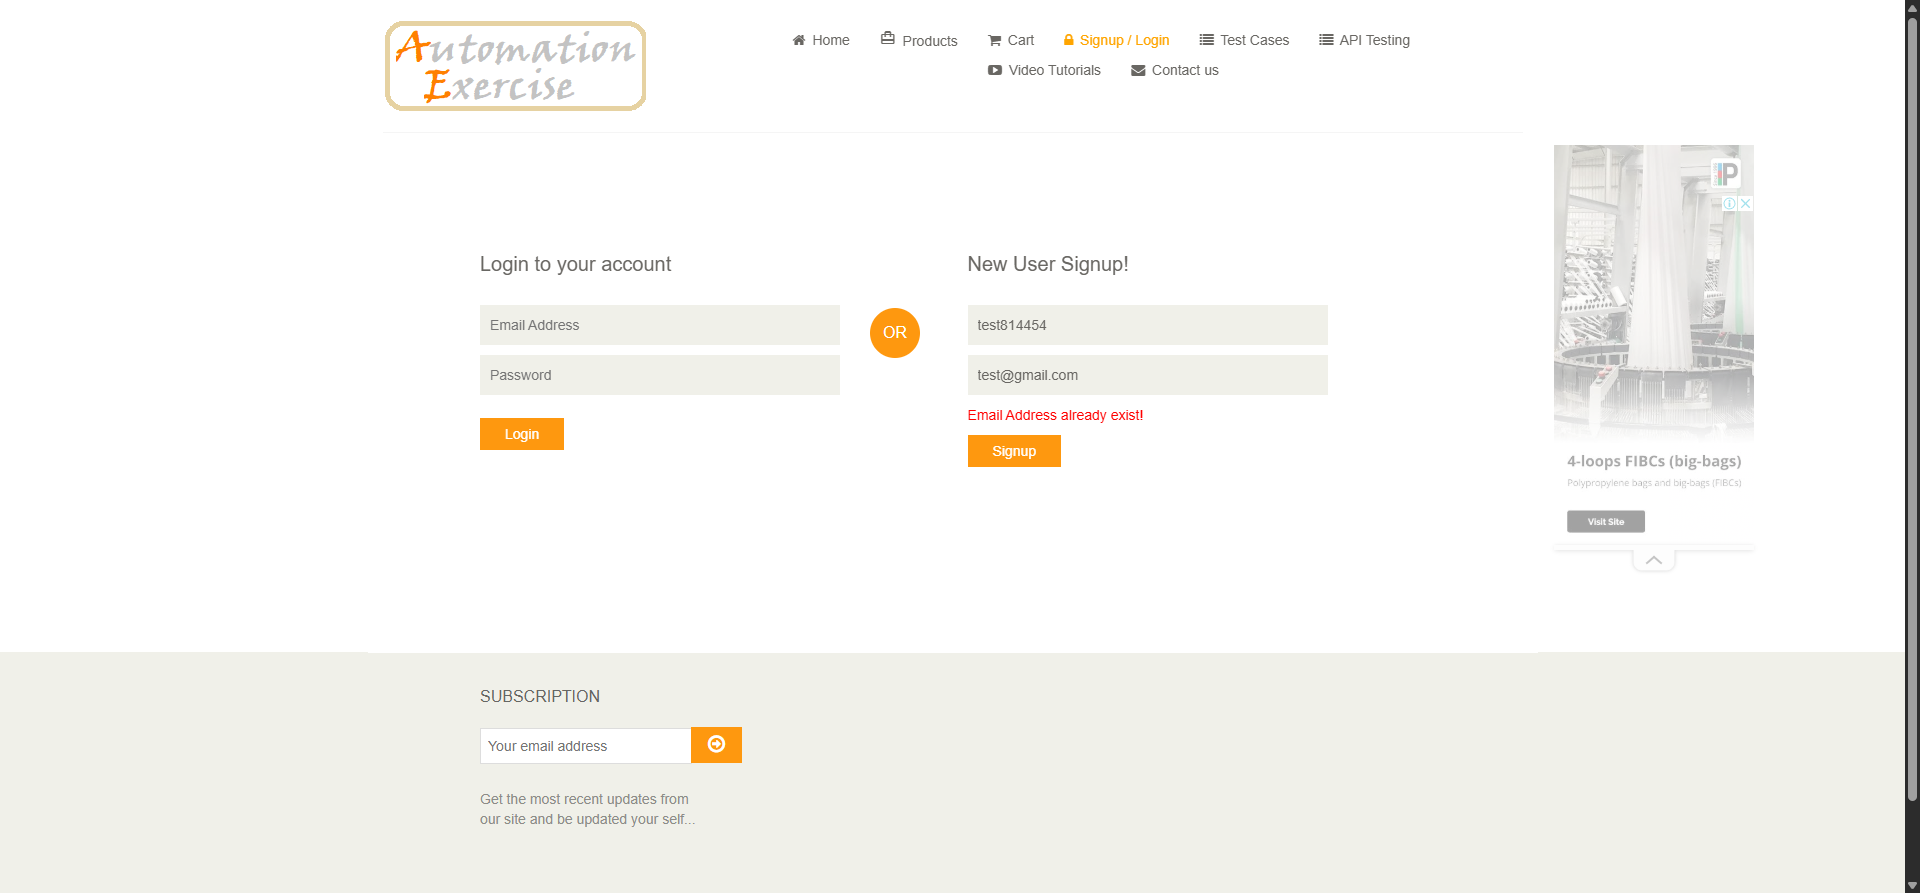 Automation
Exercise
Home
Products
Cart
Signup / Login
Test Cases
API Testing
Video Tutorials
Contact us
Login to your account
Email Address
Password
Login
OR
New User Signup!
test814454
test@gmail.com
Email Address already exist!
Signup
P
4-loops FIBCs (big-bags)
Polypropylene bags and big-bags (FIBCs)
Visit Site
SUBSCRIPTION
Your email address
Get the most recent updates from
our site and be updated your self...